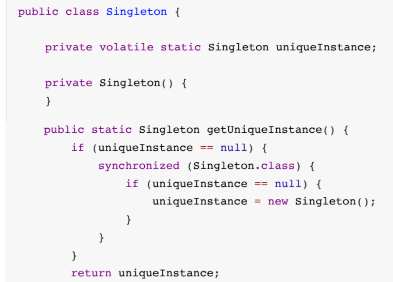 public class Singleton {
private volatile static Singleton uniqueInstance;
private Singleton() {
}
public static Singleton getUniqueInstance() {
if (uniqueInstance == null) {
synchronized (Singleton.class) {
if (uniqueInstance == null) {
uniqueInstance = new Singleton();
}
}
}
return uniqueInstance;